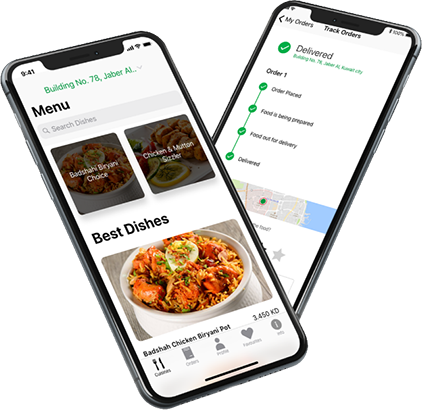 9:41
Building No. 78, Jaber Al..
Menu
Search Dishes
Badshahi Biryani
Choice
Chicken & Mutton
Sizzler
Best Dishes
Badshah Chicken Biryani Pot
3.450 KD
Cuisines
Orders
Profile
Favourites
Info
100%
My Orders
Track Orders
Delivered
Building No. 78, Jaber Al, Kuwait city
Order 1
Order Placed
Food is being prepared
Food out for delivery
Delivered